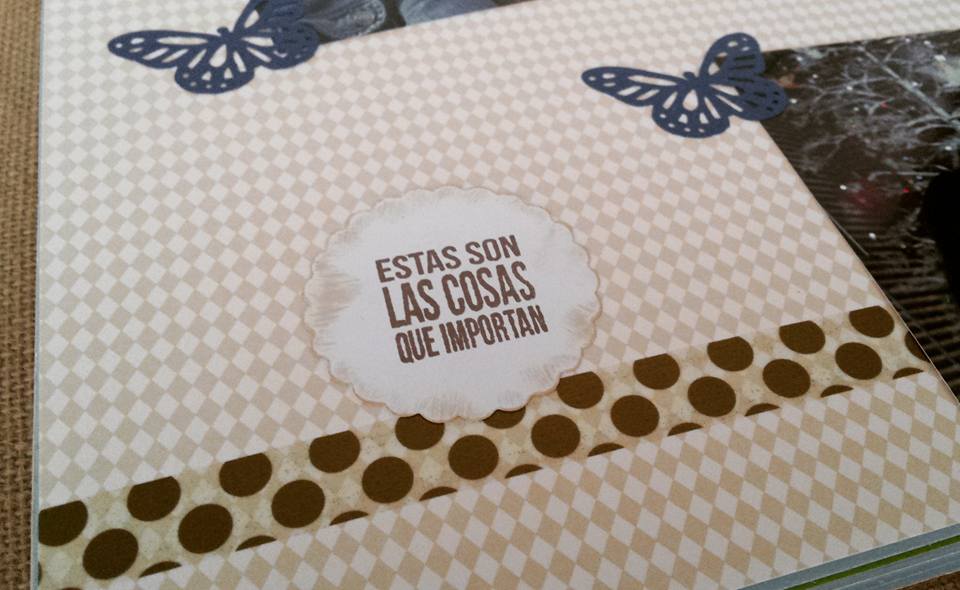 ESTAS SON
LAS COSAS
QUE IMPORTAN